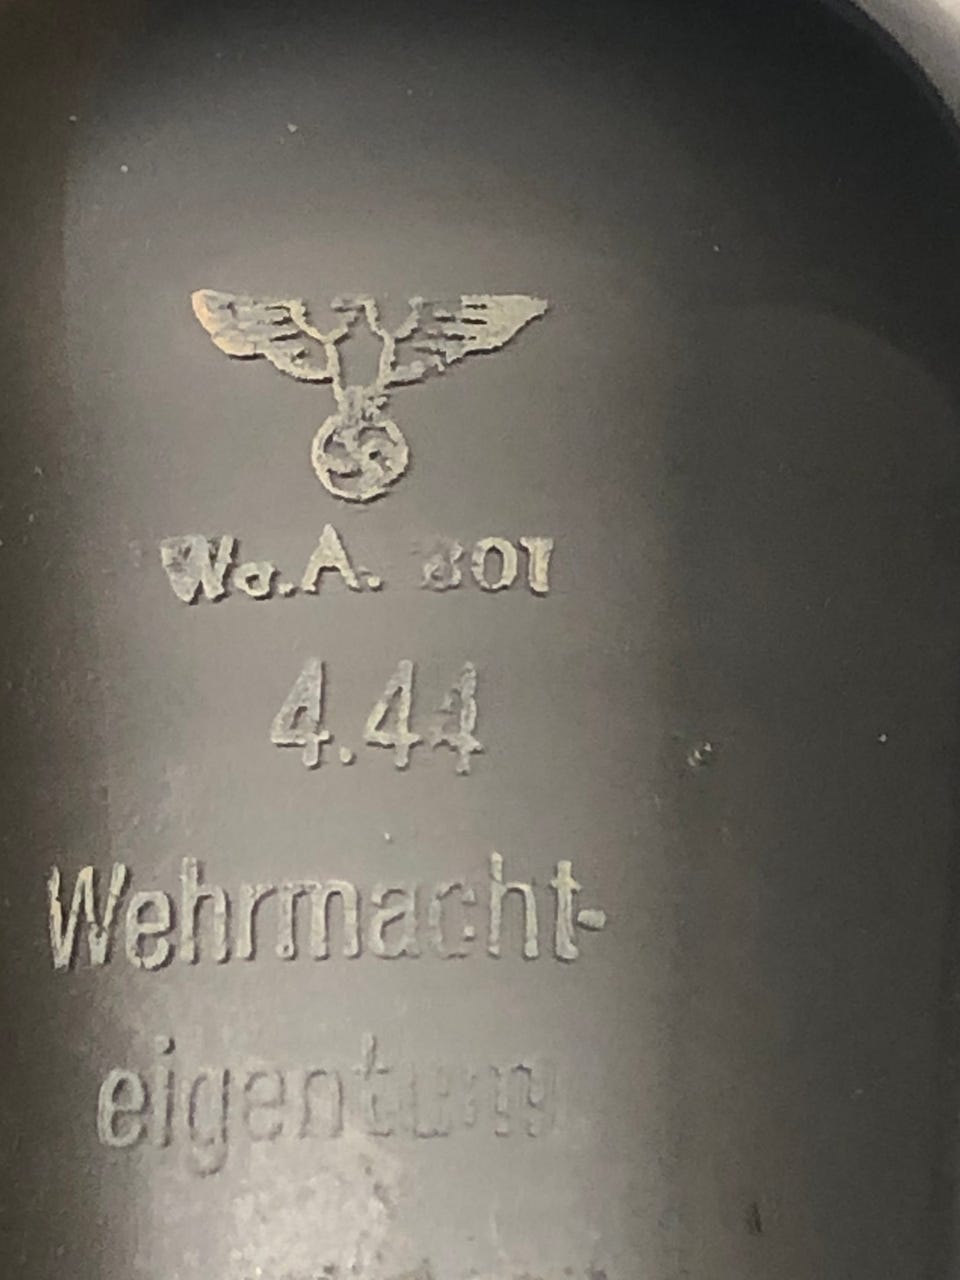 Wa.A. 801
4.44
Wehrmacht-
eigentum